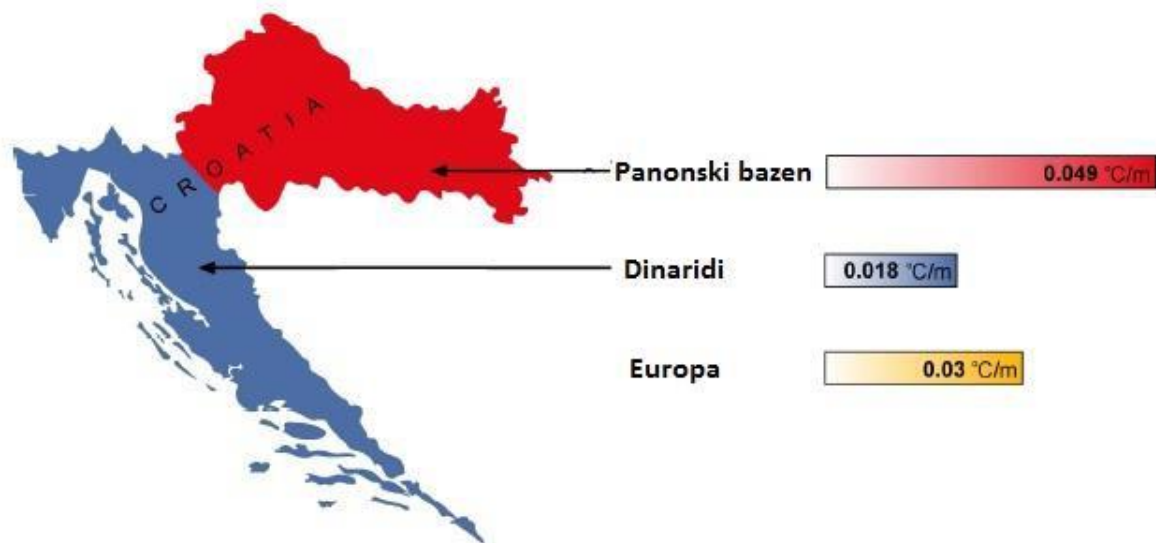 CROATIA
Panonski bazen 0.049 °C/m
Dinaridi 0.018 °C/m
Europa 0.03 °C/m